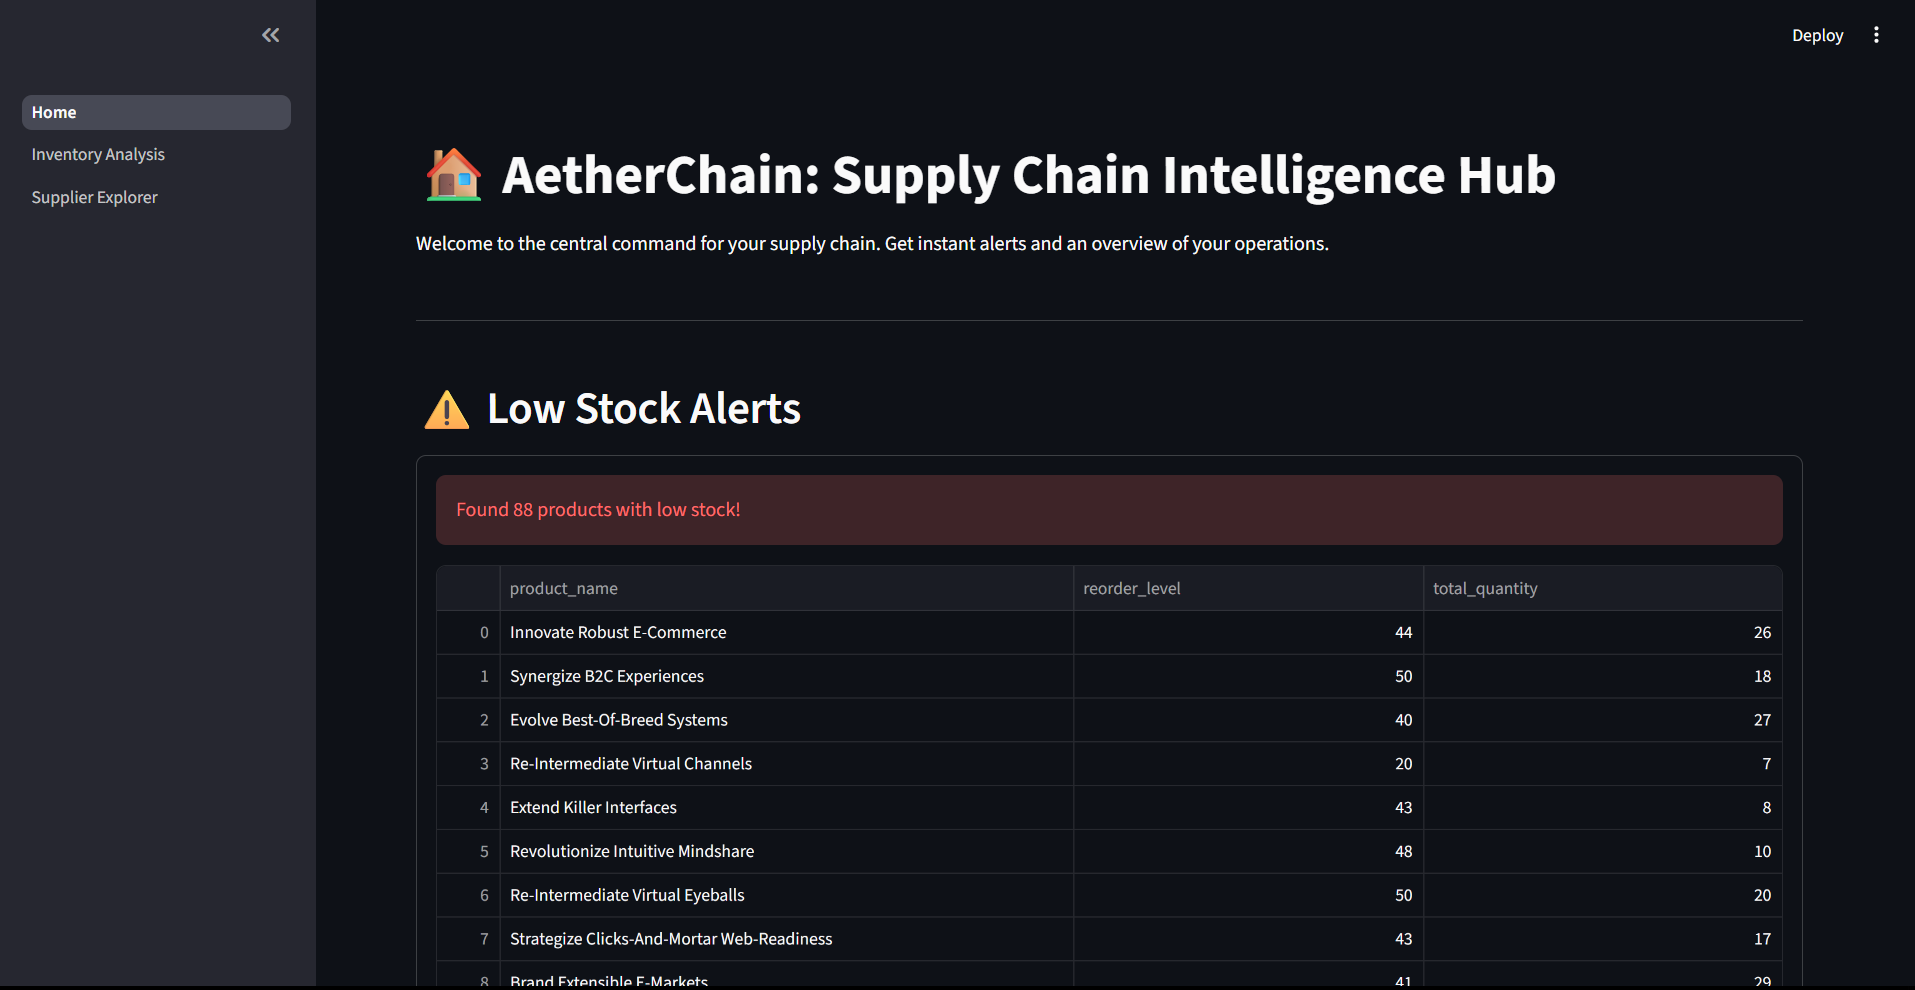 Deploy
Home
Inventory Analysis
Supplier Explorer
AetherChain: Supply Chain Intelligence Hub
Welcome to the central command for your supply chain. Get instant alerts and an overview of your operations.
Low Stock Alerts
Found 88 products with low stock!
product_name reorder_level total_quantity
0 Innovate Robust E-Commerce 44 26
1 Synergize B2C Experiences 50 18
2 Evolve Best-Of-Breed Systems 40 27
3 Re-Intermediate Virtual Channels 20 7
4 Extend Killer Interfaces 43 8
5 Revolutionize Intuitive Mindshare 48 10
6 Re-Intermediate Virtual Eyeballs 50 20
7 Strategize Clicks-And-Mortar Web-Readiness 43 17
8 Brand Extensible E-Markets 41 29